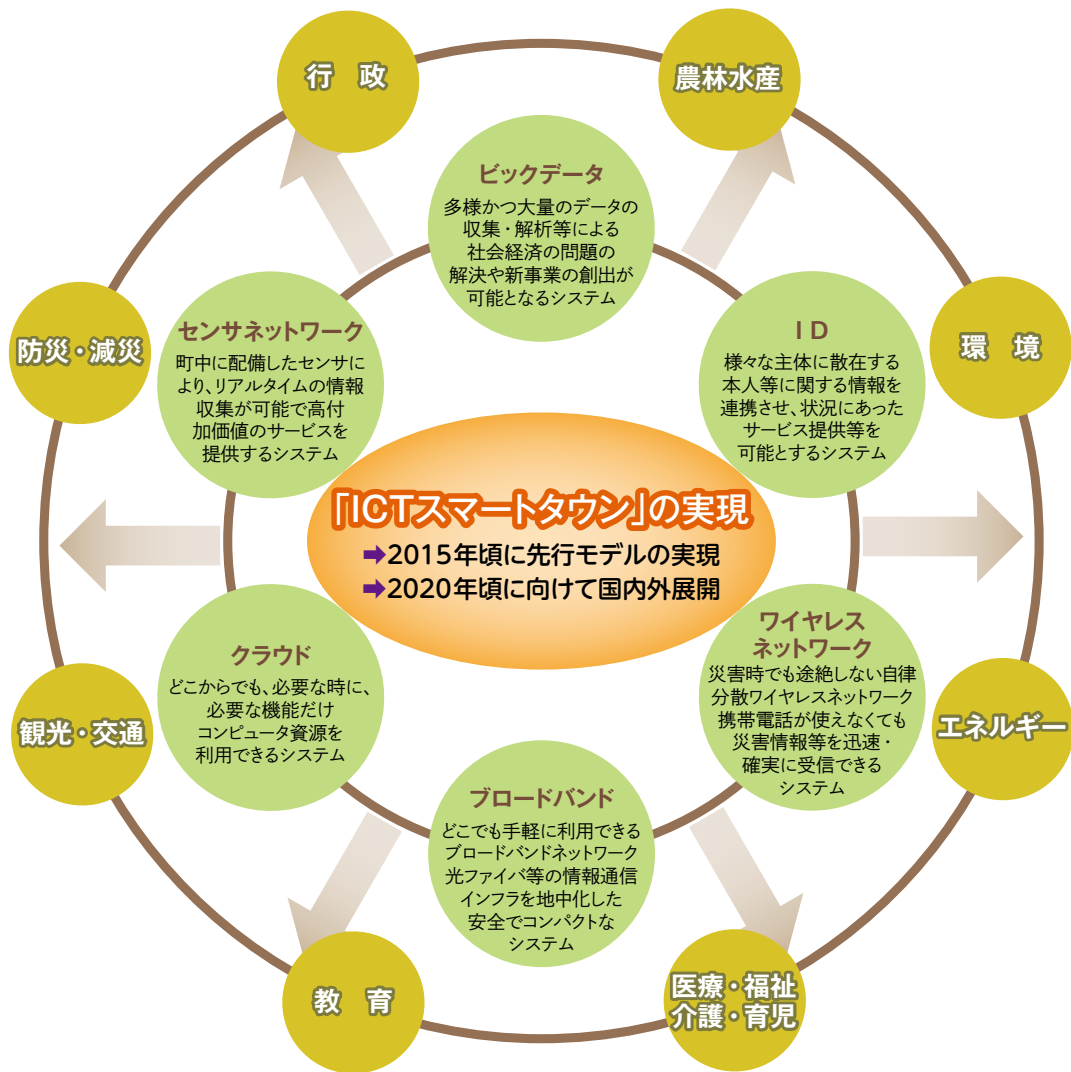 行　政
農林水産
ビックデータ
多様かつ大量のデータの
収集・解析等による
社会経済の問題の
解決や新事業の創出が
可能となるシステム
防災・減災
センサネットワーク
町中に配備したセンサに
より、リアルタイムの情報
収集が可能で高付
加価値のサービスを
提供するシステム
ＩＤ
様々な主体に散在する
本人等に関する情報を
連携させ、状況にあった
サービス提供等を
可能とするシステム
環　境
「ICTスマートタウン」の実現
➡2015年頃に先行モデルの実現
➡2020年頃に向けて国内外展開
観光・交通
クラウド
どこからでも、必要な時に、
必要な機能だけ
コンピュータ資源を
利用できるシステム
ワイヤレス
ネットワーク
災害時でも途絶しない自律
分散ワイヤレスネットワーク
携帯電話が使えなくても
災害情報等を迅速・
確実に受信できる
システム
エネルギー
ブロードバンド
どこでも手軽に利用できる
ブロードバンドネットワーク
光ファイバ等の情報通信
インフラを地中化した
安全でコンパクトな
システム
教　育
医療・福祉
介護・育児